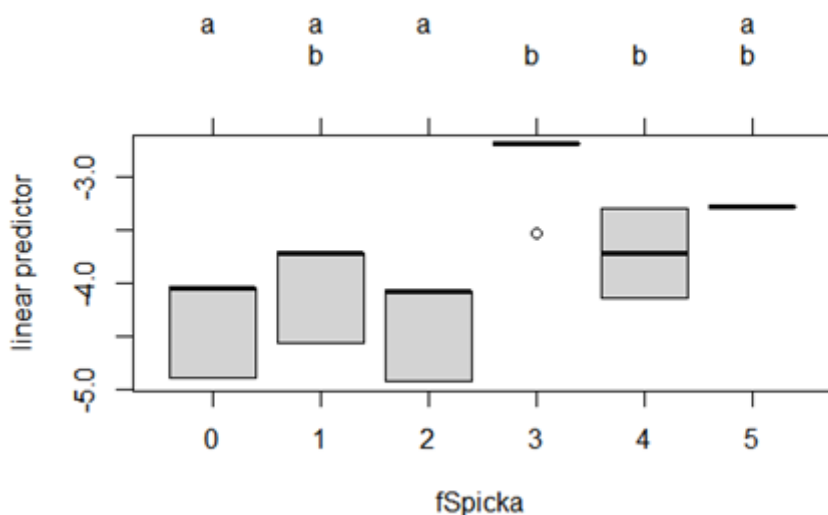 a a a a
b b b b
linear predictor
-3.0
-4.0
-5.0
0 1 2 3 4 5
fSpicka